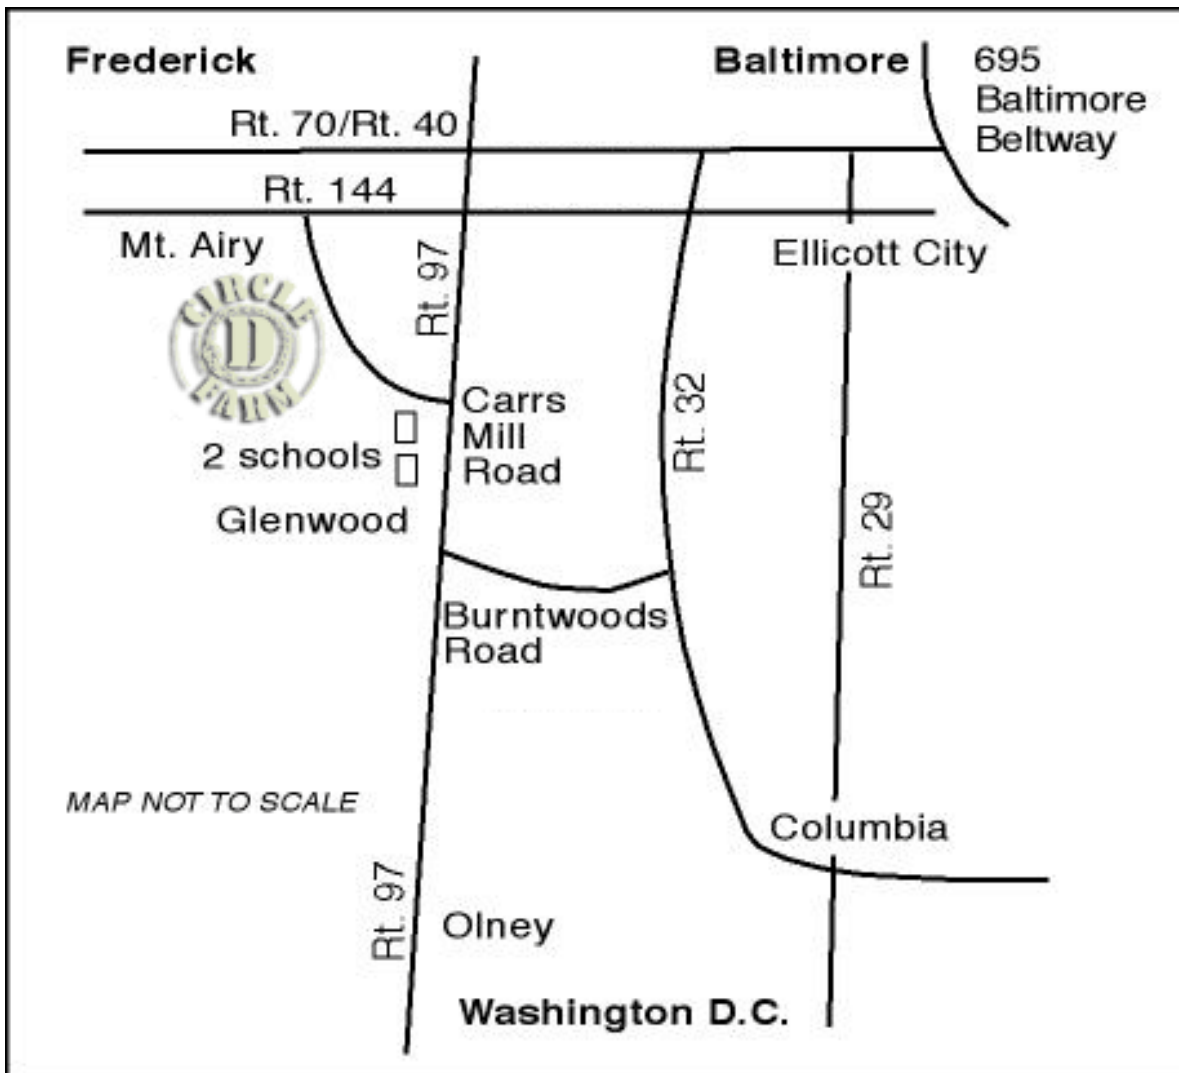 Frederick
Baltimore
695
Baltimore
Beltway
Rt. 70/Rt. 40
Rt. 144
Mt. Airy
Ellicott City
Rt. 97
CIRCLE
D
FARM
Carrs
Mill
Road
Rt. 32
2 schools
Glenwood
Rt. 29
Burntwoods
Road
MAP NOT TO SCALE
Columbia
Rt. 97
Olney
Washington D.C.